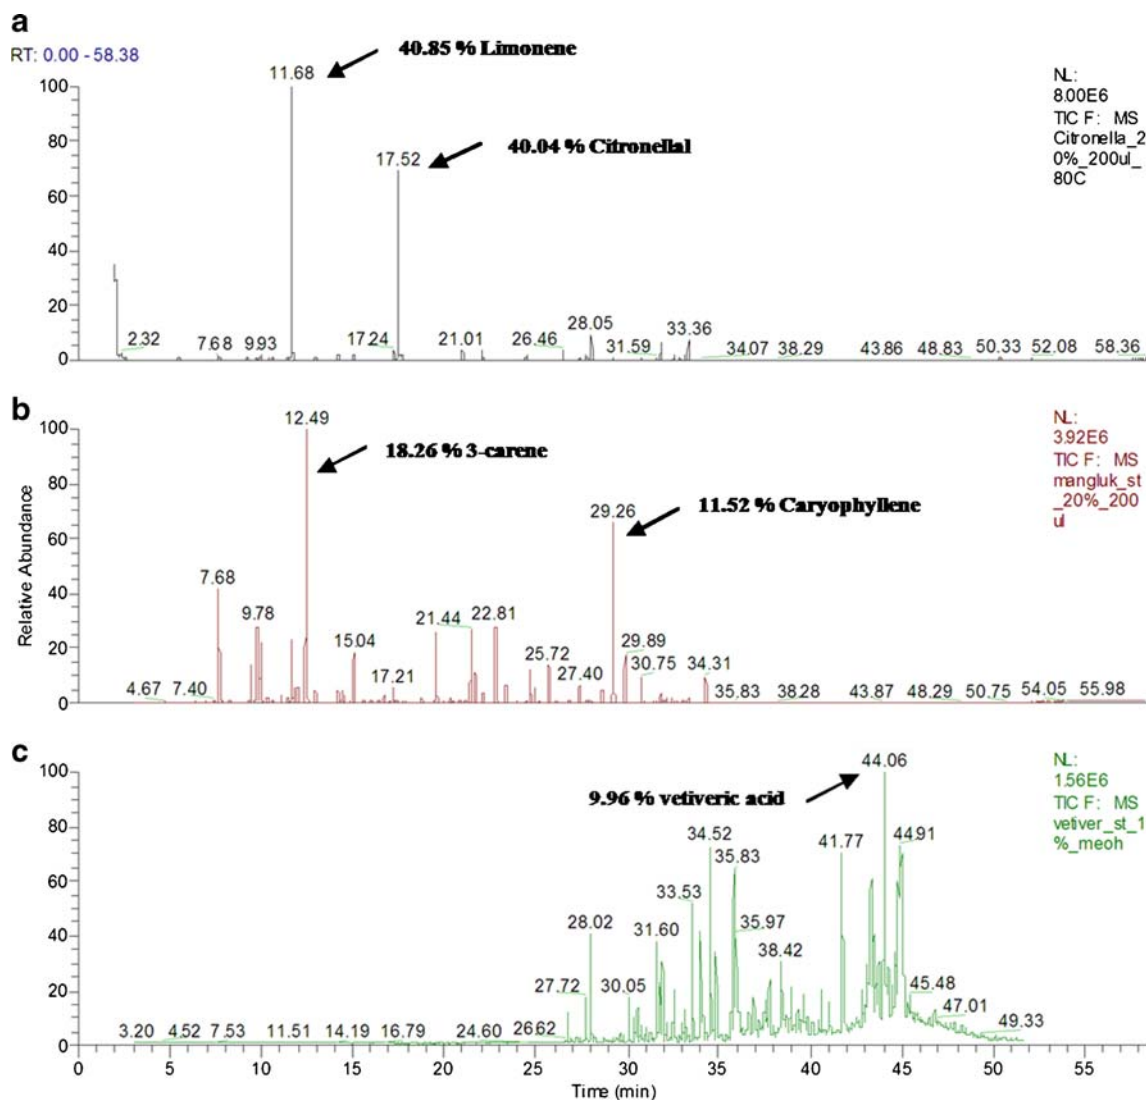 a
RT: 0.00 - 58.38
40.85 % Limonene
11.68
40.04 % Citronellal
17.52
NL:
8.00E6
TIC F: MS
Citronella_2
0%_200ul_
80C
100
80
60
40
20
0
2.32
7.68
9.93
17.24
21.01
26.46
28.05
31.59
33.36
34.07
38.29
43.86
48.83
50.33
52.08
58.36
b
12.49
18.26 % 3-carene
29.26
11.52 % Caryophyllene
NL:
3.92E6
TIC F: MS
mangluk_st
_20%_200
ul
Relative Abundance
100
80
60
40
20
0
4.67
7.40
7.68
9.78
15.04
17.21
21.44
22.81
25.72
27.40
29.89
30.75
34.31
35.83
38.28
43.87
48.29
50.75
54.05
55.98
c
44.06
9.96 % vetiveric acid
NL:
1.56E6
TIC F: MS
vetiver_st_1
%_meoh
100
80
60
40
20
0
3.20
4.52
7.53
11.51
14.19
16.79
24.60
26.62
27.72
28.02
30.05
31.60
33.53
34.52
35.83
35.97
38.42
41.77
44.91
45.48
47.01
49.33
0 5 10 15 20 25 30 35 40 45 50 55
Time (min)